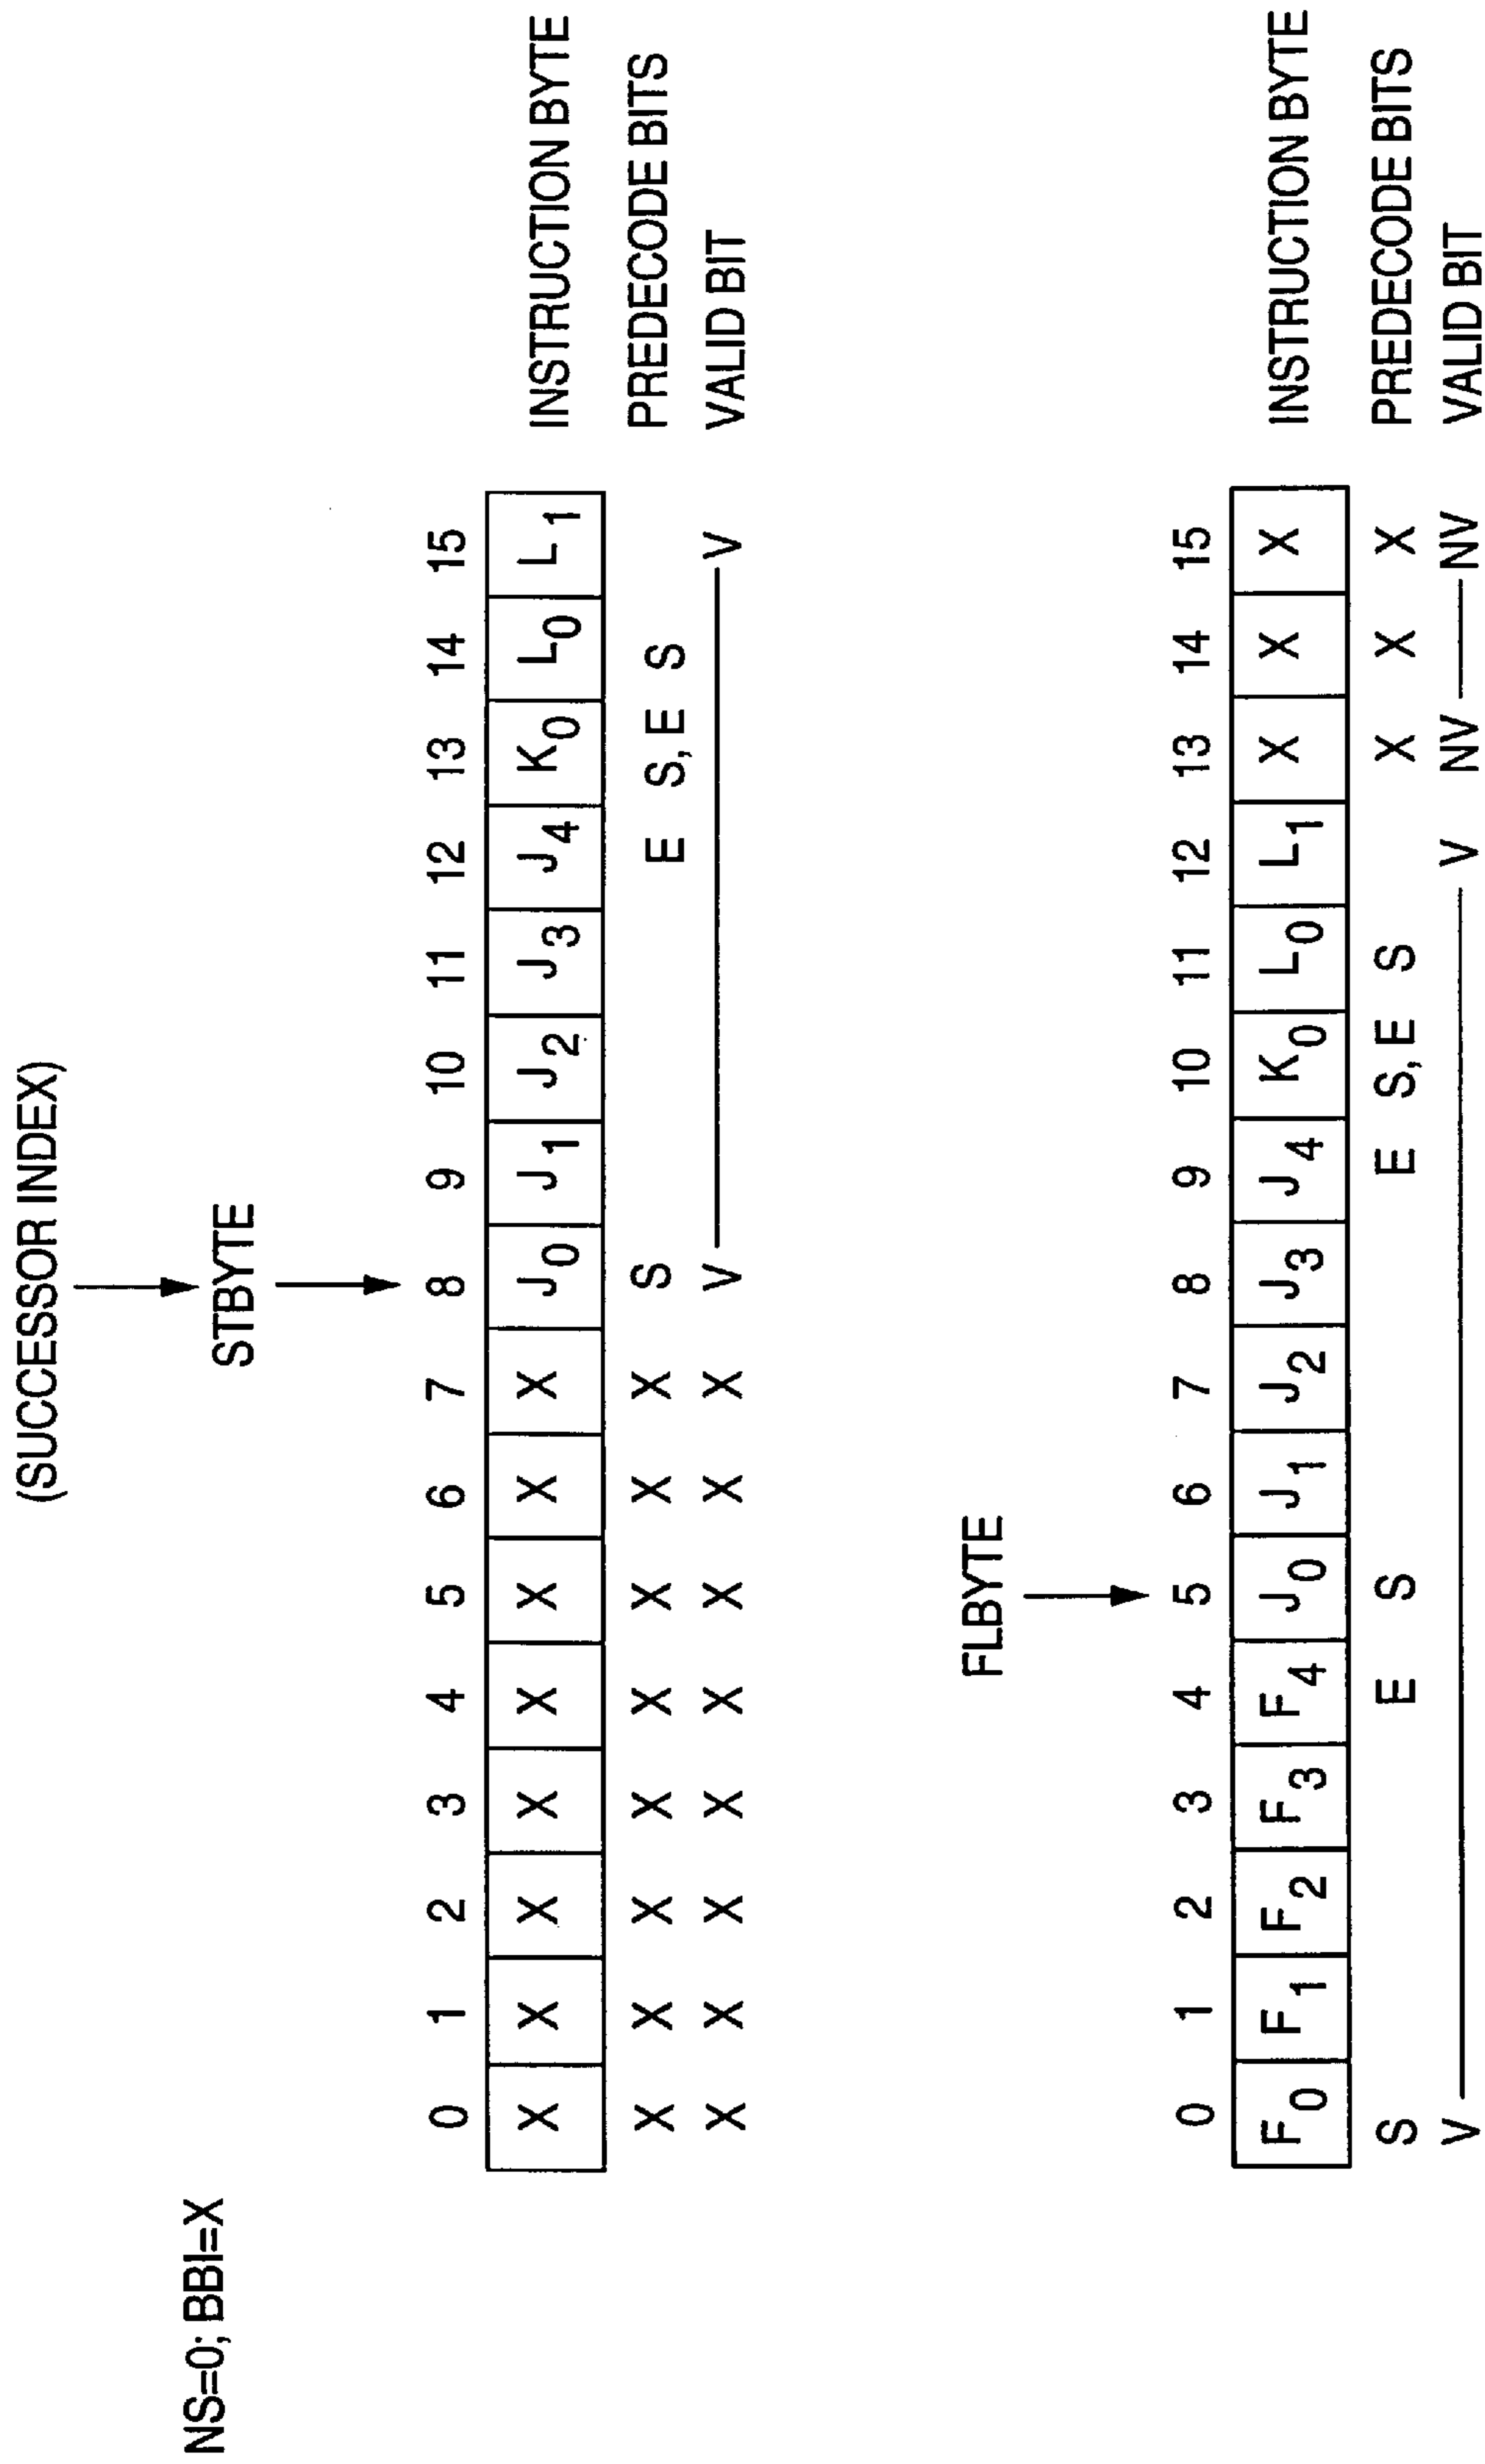 (SUCCESSOR INDEX)
NS=0; BBI=X
STBYTE
0 1 2 3 4 5 6 7 8 9 10 11 12 13 14 15
X X X X X X X X J0 J1 J2 J3 J4 K0 L0 L1 INSTRUCTION BYTE
X X X X X X X X S E S, E S PREDECODE BITS
X X X X X X X X V V VALID BIT
FLBYTE
0 1 2 3 4 5 6 7 8 9 10 11 12 13 14 15
F0 F1 F2 F3 F4 J0 J1 J2 J3 J4 K0 L0 L1 X X X INSTRUCTION BYTE
S E S E S, E S X X X PREDECODE BITS
V V NV NV VALID BIT